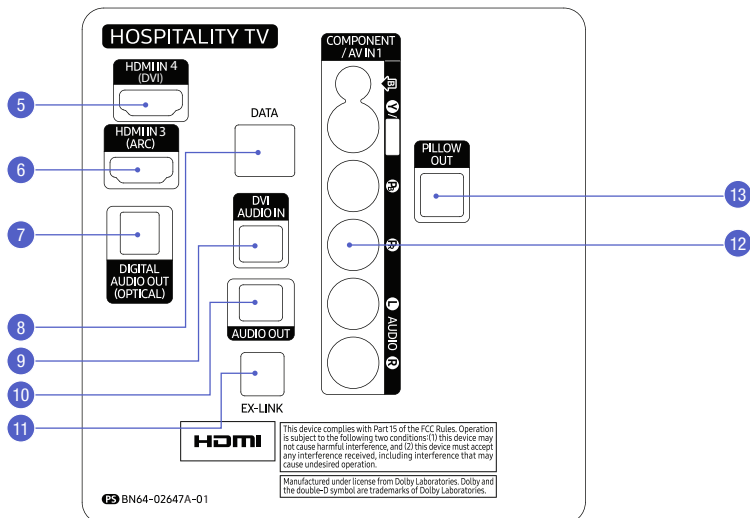 HOSPITALITY TV
HDMI IN 4
(DVI)
5
HDMI IN 3
(ARC)
6
7
DIGITAL
AUDIO OUT
(OPTICAL)
DATA
8
DVI
AUDIO IN
9
10
AUDIO OUT
11
EX-LINK
COMPONENT
/ AV IN 1
B
Y /
PB
PR
L AUDIO R
12
PILLOW
OUT
13
HDMI
This device complies with Part 15 of the FCC Rules. Operation
is subject to the following two conditions:(1) this device may
not cause harmful interference, and (2) this device must accept
any interference received, including interference that may
cause undesired operation.
Manufactured under license from Dolby Laboratories. Dolby and
the double-D symbol are trademarks of Dolby Laboratories.
PS BN64-02647A-01